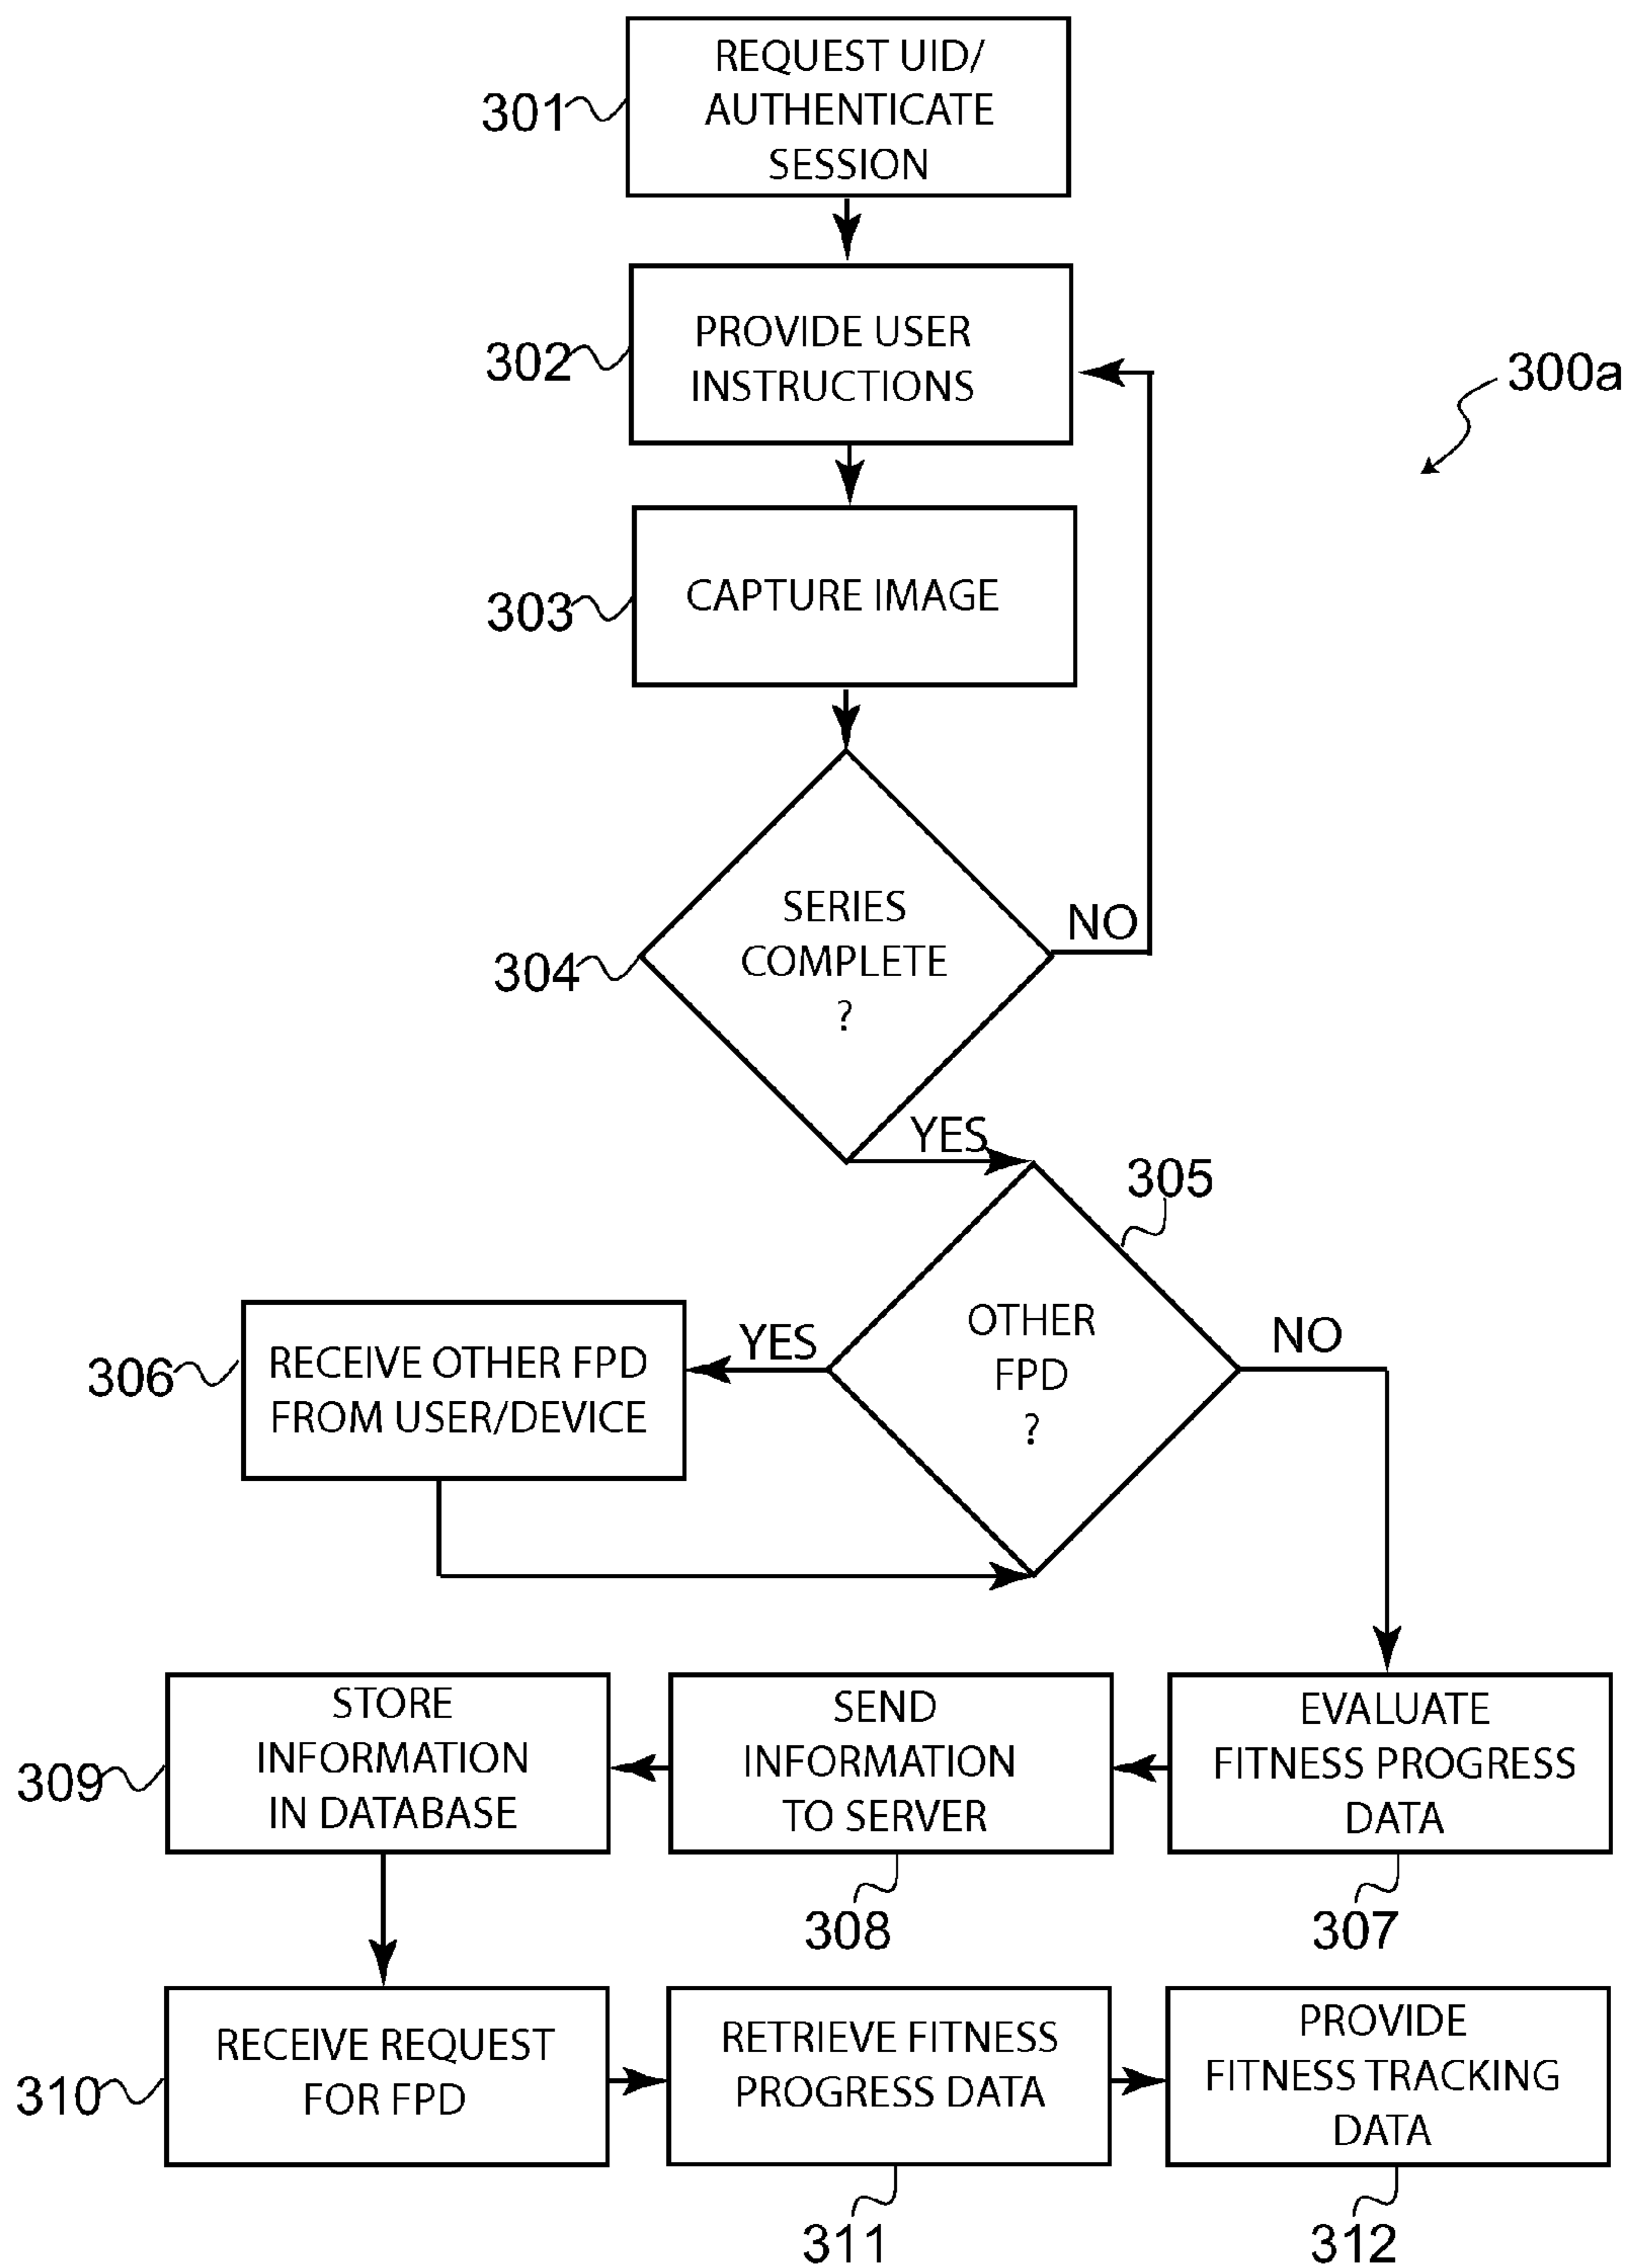 REQUEST UID/
AUTHENTICATE
SESSION
301
PROVIDE USER
INSTRUCTIONS
302
300a
CAPTURE IMAGE
303
SERIES
COMPLETE
?
304
NO
YES
305
OTHER
FPD
?
YES
NO
RECEIVE OTHER FPD
FROM USER/DEVICE
306
STORE
INFORMATION
IN DATABASE
309
SEND
INFORMATION
TO SERVER
308
EVALUATE
FITNESS PROGRESS
DATA
307
RECEIVE REQUEST
FOR FPD
310
RETRIEVE FITNESS
PROGRESS DATA
311
PROVIDE
FITNESS TRACKING
DATA
312